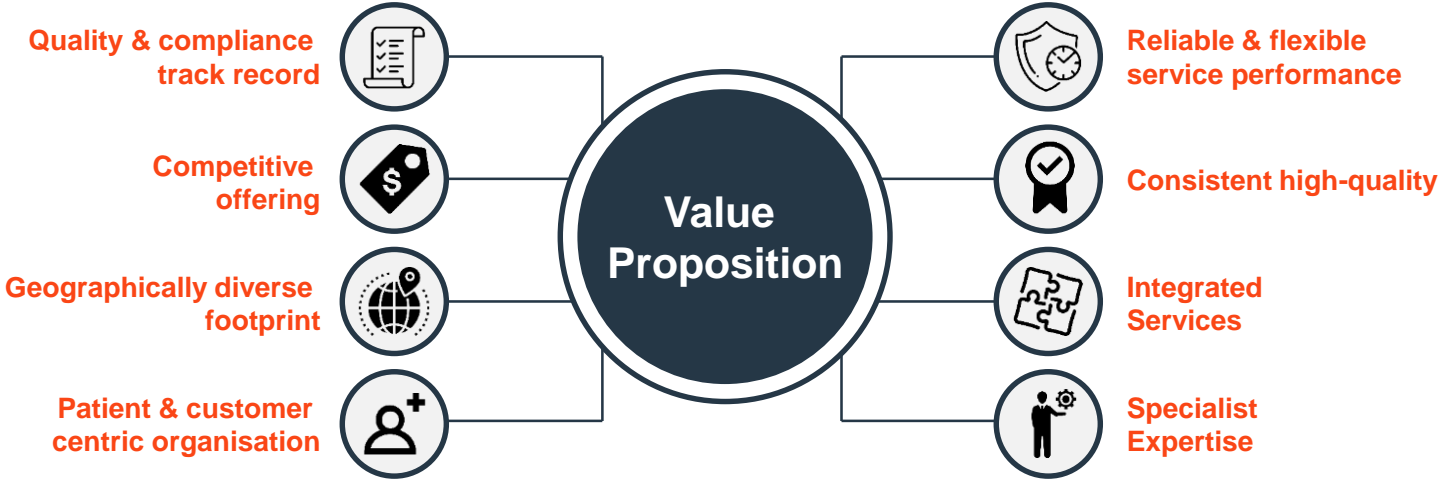 Quality & compliance
track record
Competitive
offering
$
Geographically diverse
footprint
Patient & customer
centric organisation
Value
Proposition
Reliable & flexible
service performance
Consistent high-quality
Integrated
Services
Specialist
Expertise